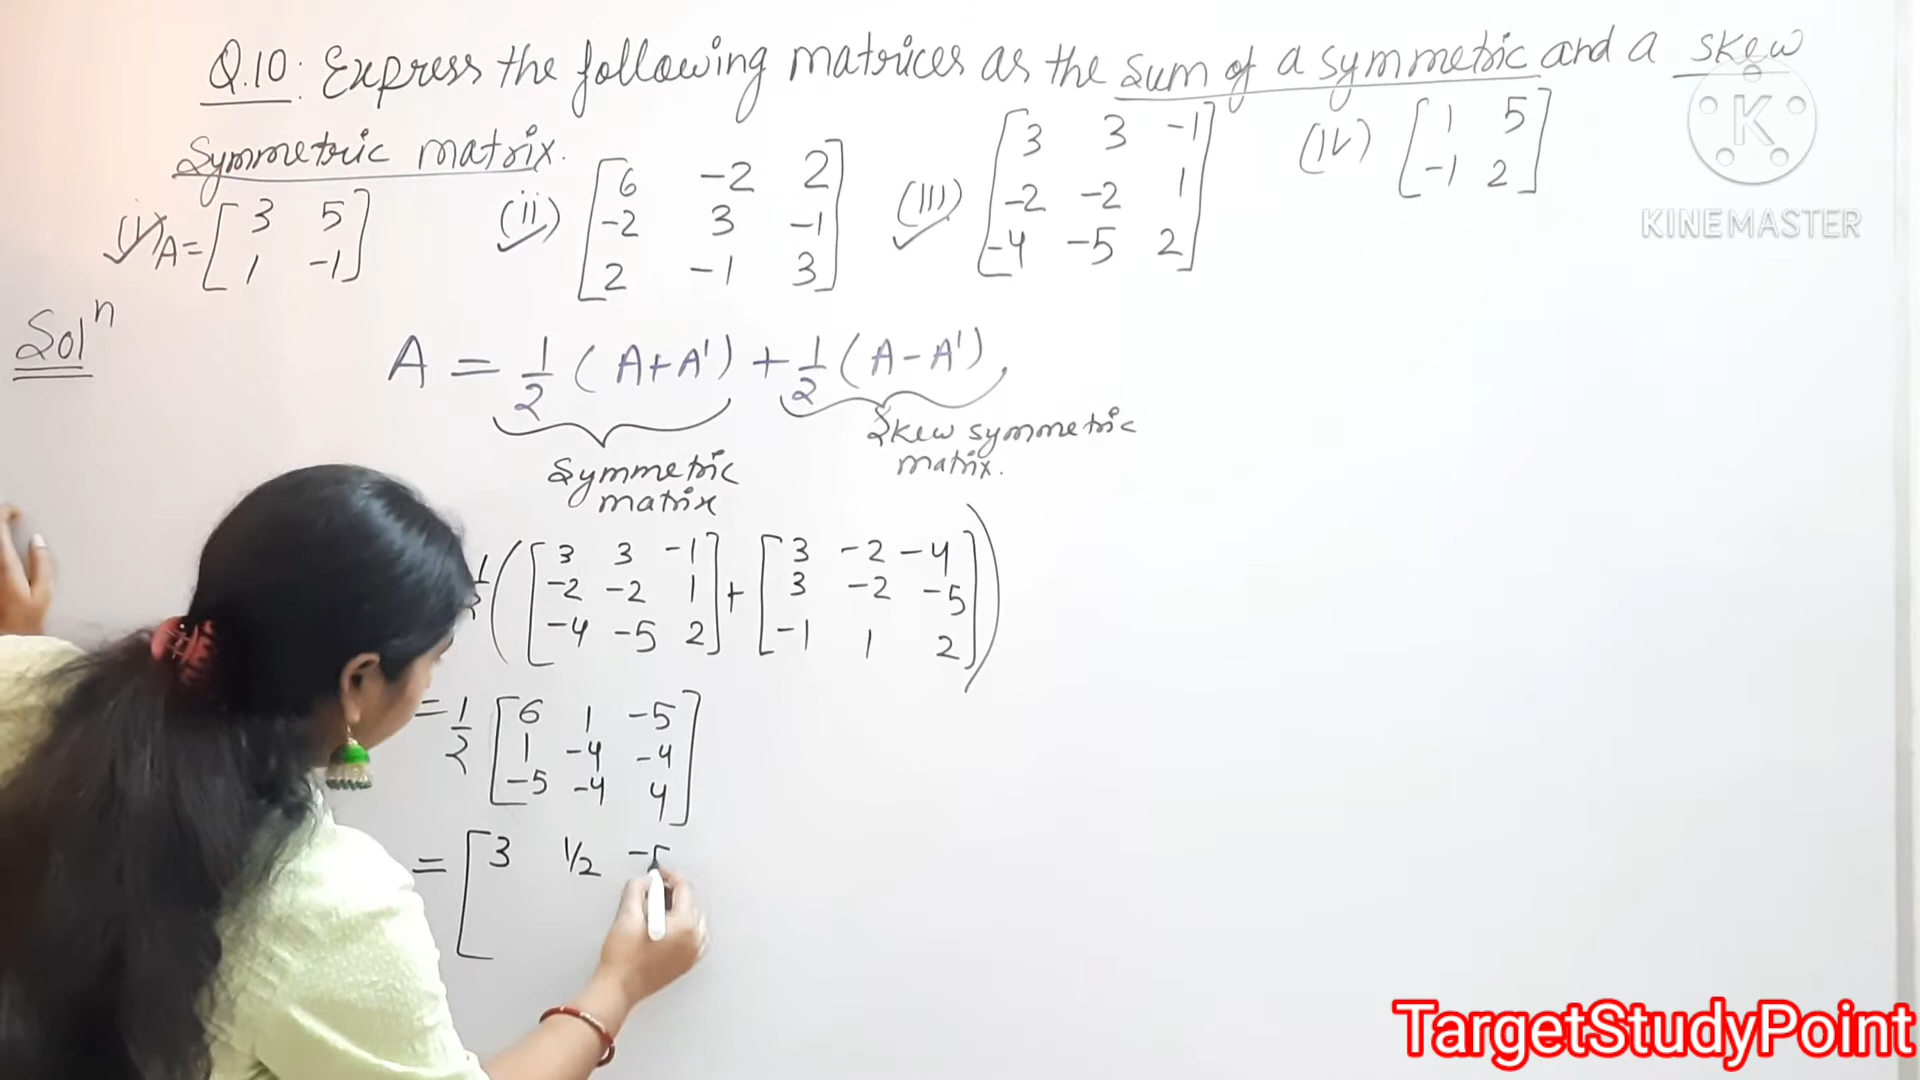 Q.10: Express the following matrices as the sum of a symmetric and a skew
Symmetric matrix.
(i) A = [3 5
1 -1]
(ii) [6 -2 2
-2 3 -1
2 -1 3]
(iii) [3 3 -1
-2 -2 1
-4 -5 2]
(iv) [1 5
-1 2]
K
KINEMASTER
Solⁿ
A = 1/2 (A+A') + 1/2 (A-A'),
Symmetric
matrix
Skew symmetric
matrix.
([3 3 -1
-2 -2 1
-4 -5 2] + [3 -2 -4
3 -2 -5
-1 1 2])
= 1/2 [6 1 -5
1 -4 -4
-5 -4 4]
= [3 1/2 -5
TargetStudyPoint